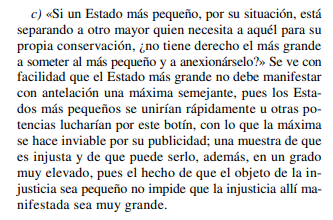 c) «Si un Estado más pequeño, por su situación, está
separando a otro mayor quien necesita a aquél para su
propia conservación, ¿no tiene derecho el más grande
a someter al más pequeño y a anexionárselo?» Se ve con
facilidad que el Estado más grande no debe manifestar
con antelación una máxima semejante, pues los Esta-
dos más pequeños se unirían rápidamente u otras po-
tencias lucharían por este botín, con lo que la máxima
se hace inviable por su publicidad; una muestra de que
es injusta y de que puede serlo, además, en un grado
muy elevado, pues el hecho de que el objeto de la in-
justicia sea pequeño no impide que la injusticia allí ma-
nifestada sea muy grande.